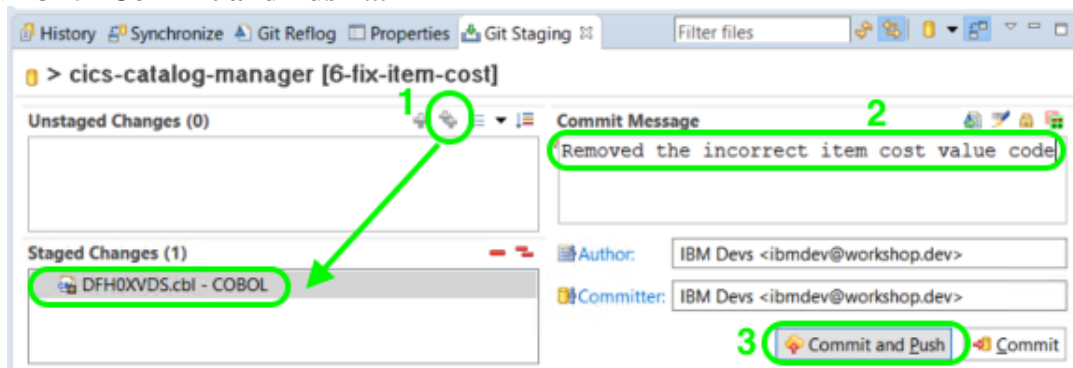 History Synchronize Git Reflog Properties Git Staging Filter files
> cics-catalog-manager [6-fix-item-cost]
1
Unstaged Changes (0)
Commit Message 2
Removed the incorrect item cost value code
Staged Changes (1)
DFH0XVDS.cbl - COBOL
Author: IBM Devs <ibmdev@workshop.dev>
Committer: IBM Devs <ibmdev@workshop.dev>
3 Commit and Push Commit